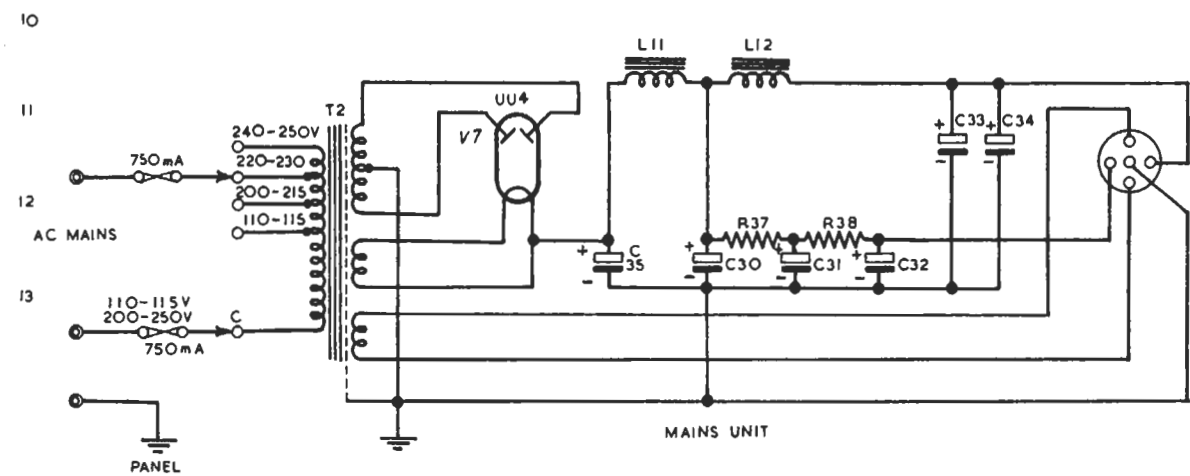 10
11
12
13
AC MAINS
750mA
240-250V
220-230
200-215
110-115
110-115V
200-250V
750mA
C
PANEL
T2
UU4
V7
L11
L12
+
C
35
-
R37
R38
C30
-
+
C31
-
+
C32
-
+
C33
-
+
C34
-
MAINS UNIT